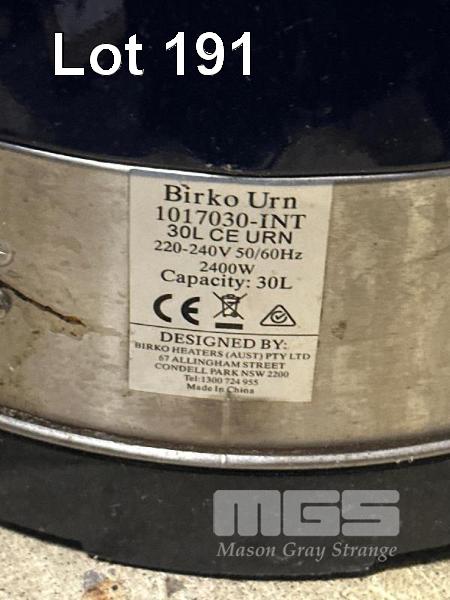 Lot 191
Birko Urn
1017030-INT
30L CE URN
220-240V 50/60Hz
2400W
Capacity: 30L
CE
DESIGNED BY:
BIRKO HEATERS (AUST) PTY LTD
67 ALLINGHAM STREET
CONDELL PARK NSW 2200
Tel:1300 724 955
Made In China
MGS
Mason Gray Strange